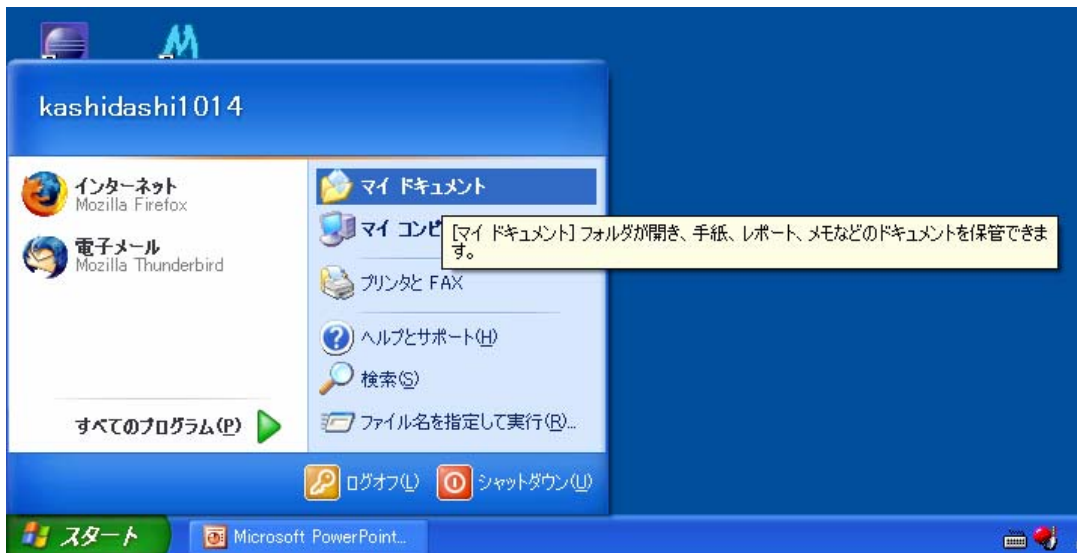 kashidashi1014
インターネット
Mozilla Firefox
電子メール
Mozilla Thunderbird
すべてのプログラム(P)
マイ ドキュメント
マイ コンピ
[マイ ドキュメント] フォルダが開き、手紙、レポート、メモなどのドキュメントを保管できま
す。
プリンタと FAX
ヘルプとサポート(H)
検索(S)
ファイル名を指定して実行(R)...
ログオフ(L)
シャットダウン(U)
スタート
Microsoft PowerPoint...